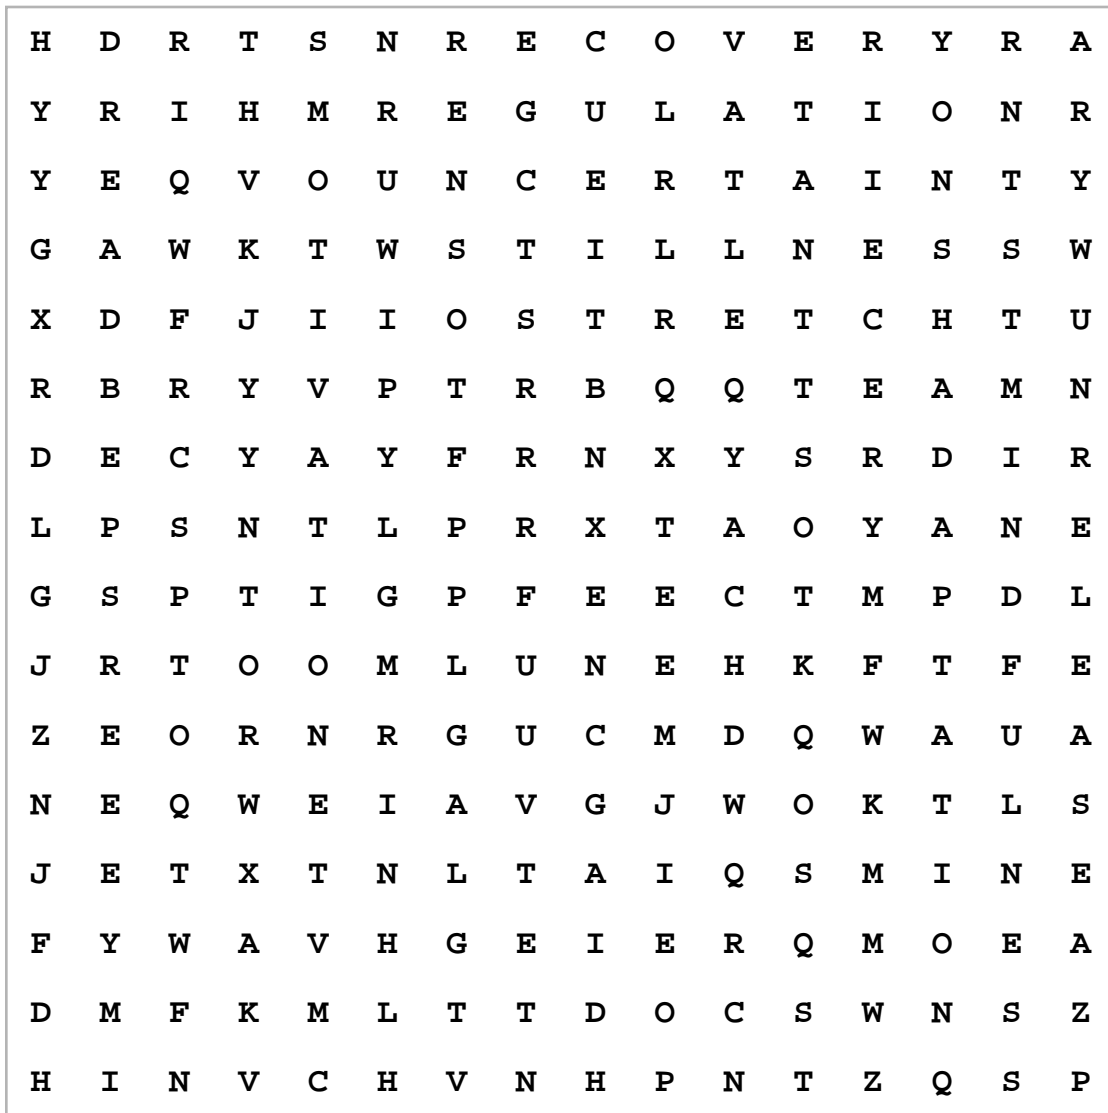 H D R T S N R E C O V E R Y R A
Y R I H M R E G U L A T I O N R
Y E Q V O U N C E R T A I N T Y
G A W K T W S T I L L N E S S W
X D F J I I O S T R E T C H T U
R B R Y V P T R B Q Q T E A M N
D E C Y A Y F R N X Y S R D I R
L P S N T L P R X T A O Y A N E
G S P T I G P F E E C T M P D L
J R T O O M L U N E H K F T F E
Z E O R N R G U C M D Q W A U A
N E Q W E I A V G J W O K T L S
J E T X T N L T A I Q S M I N E
F Y W A V H G E I E R Q M O E A
D M F K M L T T D O C S W N S Z
H I N V C H V N H P N T Z Q S P